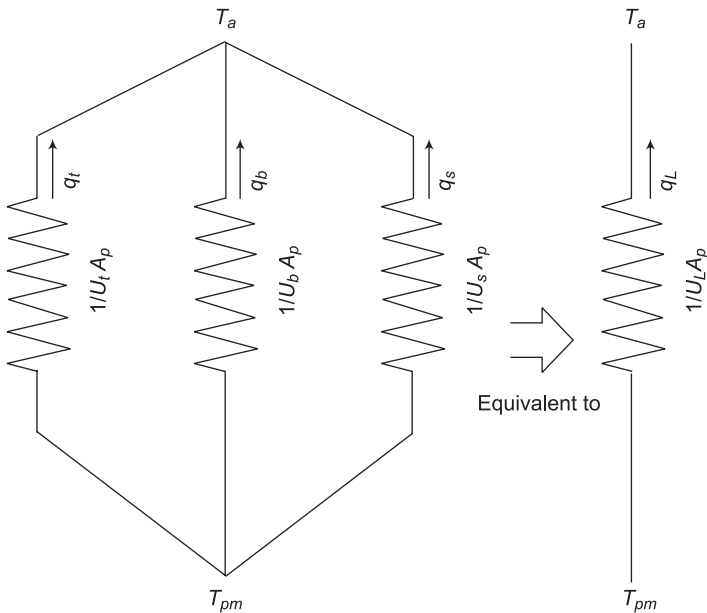 T_a
T_a
q_t
q_b
q_s
q_L
1/U_t A_p
1/U_b A_p
1/U_s A_p
1/U_L A_p
Equivalent to
T_pm
T_pm